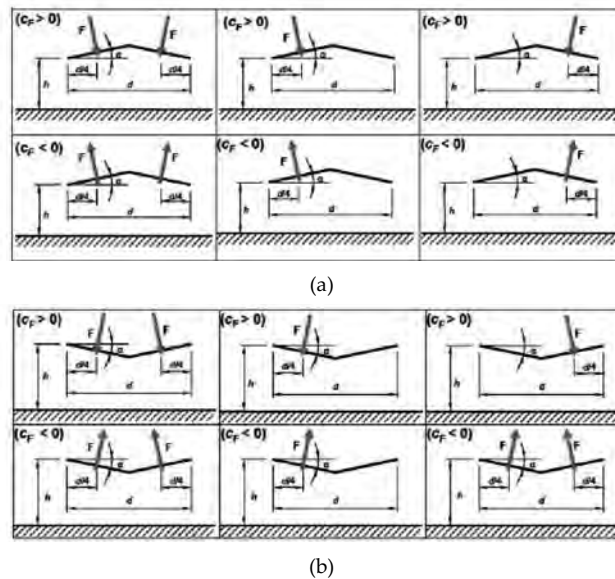 (c_F > 0) (c_F > 0) (c_F > 0)
F F F F
α α α
h d/4 d/4 h d/4 h d/4
d d d
(c_F < 0) (c_F < 0) (c_F < 0)
F F F F
α α α
h d/4 d/4 h d/4 h d/4
d d d
(a)
(c_F > 0) (c_F > 0) (c_F > 0)
F F F F
α α α
h d/4 d/4 h d/4 h d/4
d d d
(c_F < 0) (c_F < 0) (c_F < 0)
F F F F F
α α α
h d/4 d/4 h d/4 h d/4 d/4
d d d
(b)